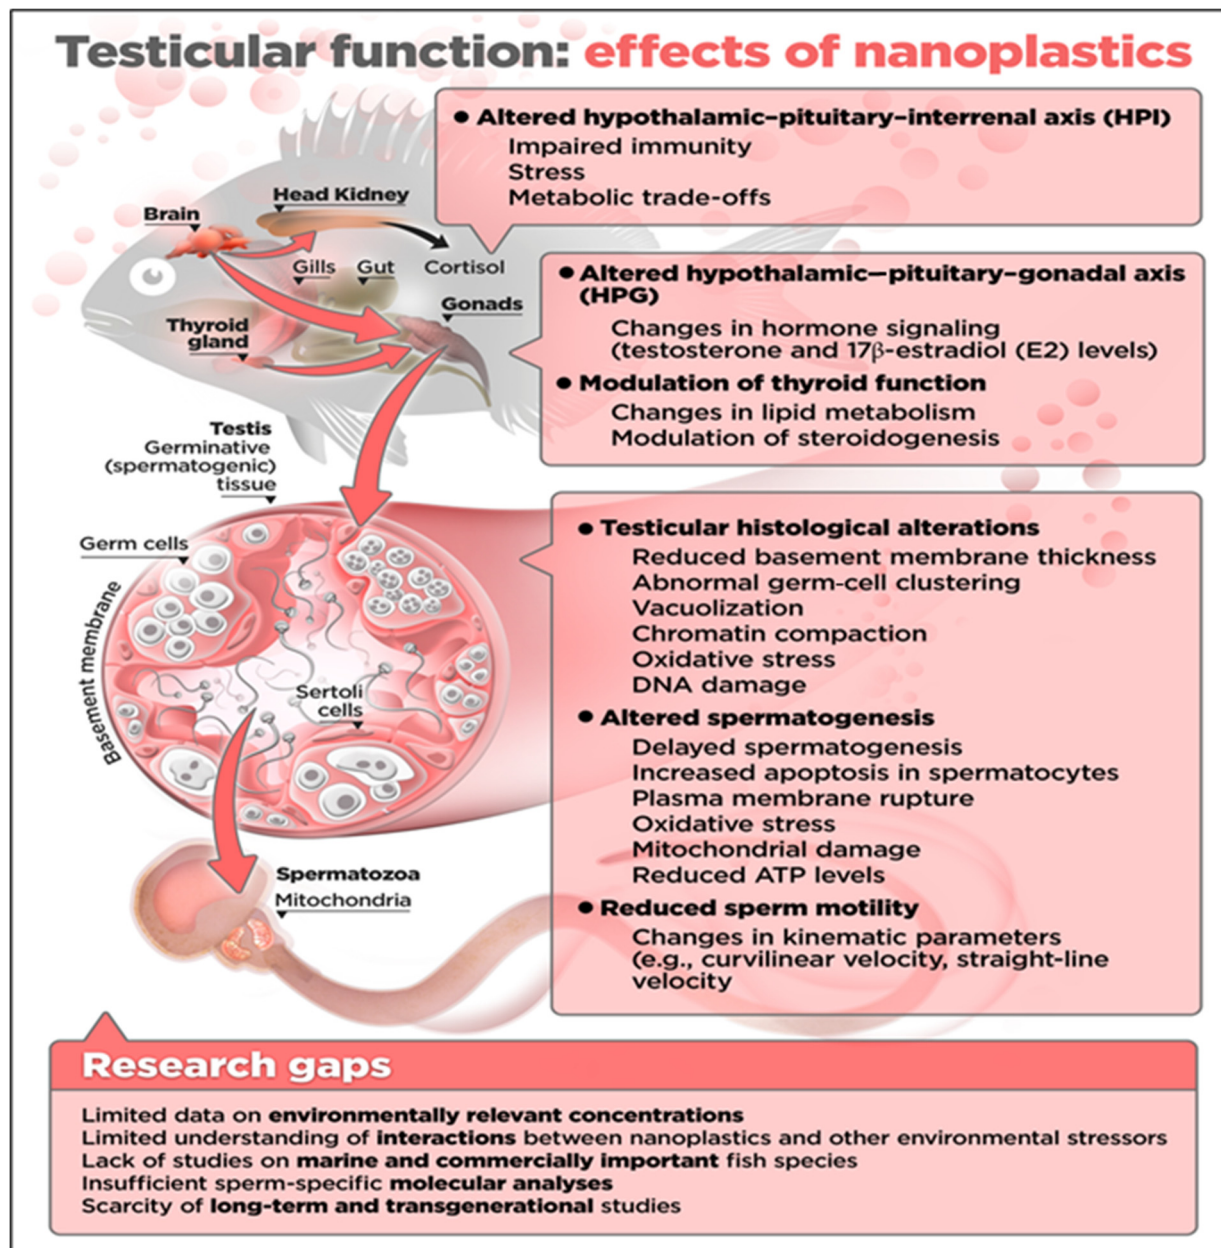 Testicular function: effects of nanoplastics
● Altered hypothalamic–pituitary–interrenal axis (HPI)
Impaired immunity
Stress
Metabolic trade-offs
Head Kidney
Brain
Gills
Gut
Cortisol
Gonads
Thyroid
gland
● Altered hypothalamic–pituitary–gonadal axis
(HPG)
Changes in hormone signaling
(testosterone and 17β-estradiol (E2) levels)
● Modulation of thyroid function
Changes in lipid metabolism
Modulation of steroidogenesis
Testis
Germinative
(spermatogenic)
tissue
Germ cells
Basement membrane
Sertoli
cells
● Testicular histological alterations
Reduced basement membrane thickness
Abnormal germ-cell clustering
Vacuolization
Chromatin compaction
Oxidative stress
DNA damage
● Altered spermatogenesis
Delayed spermatogenesis
Increased apoptosis in spermatocytes
Plasma membrane rupture
Oxidative stress
Mitochondrial damage
Reduced ATP levels
● Reduced sperm motility
Changes in kinematic parameters
(e.g., curvilinear velocity, straight-line
velocity
Spermatozoa
Mitochondria
Research gaps
Limited data on environmentally relevant concentrations
Limited understanding of interactions between nanoplastics and other environmental stressors
Lack of studies on marine and commercially important fish species
Insufficient sperm-specific molecular analyses
Scarcity of long-term and transgenerational studies